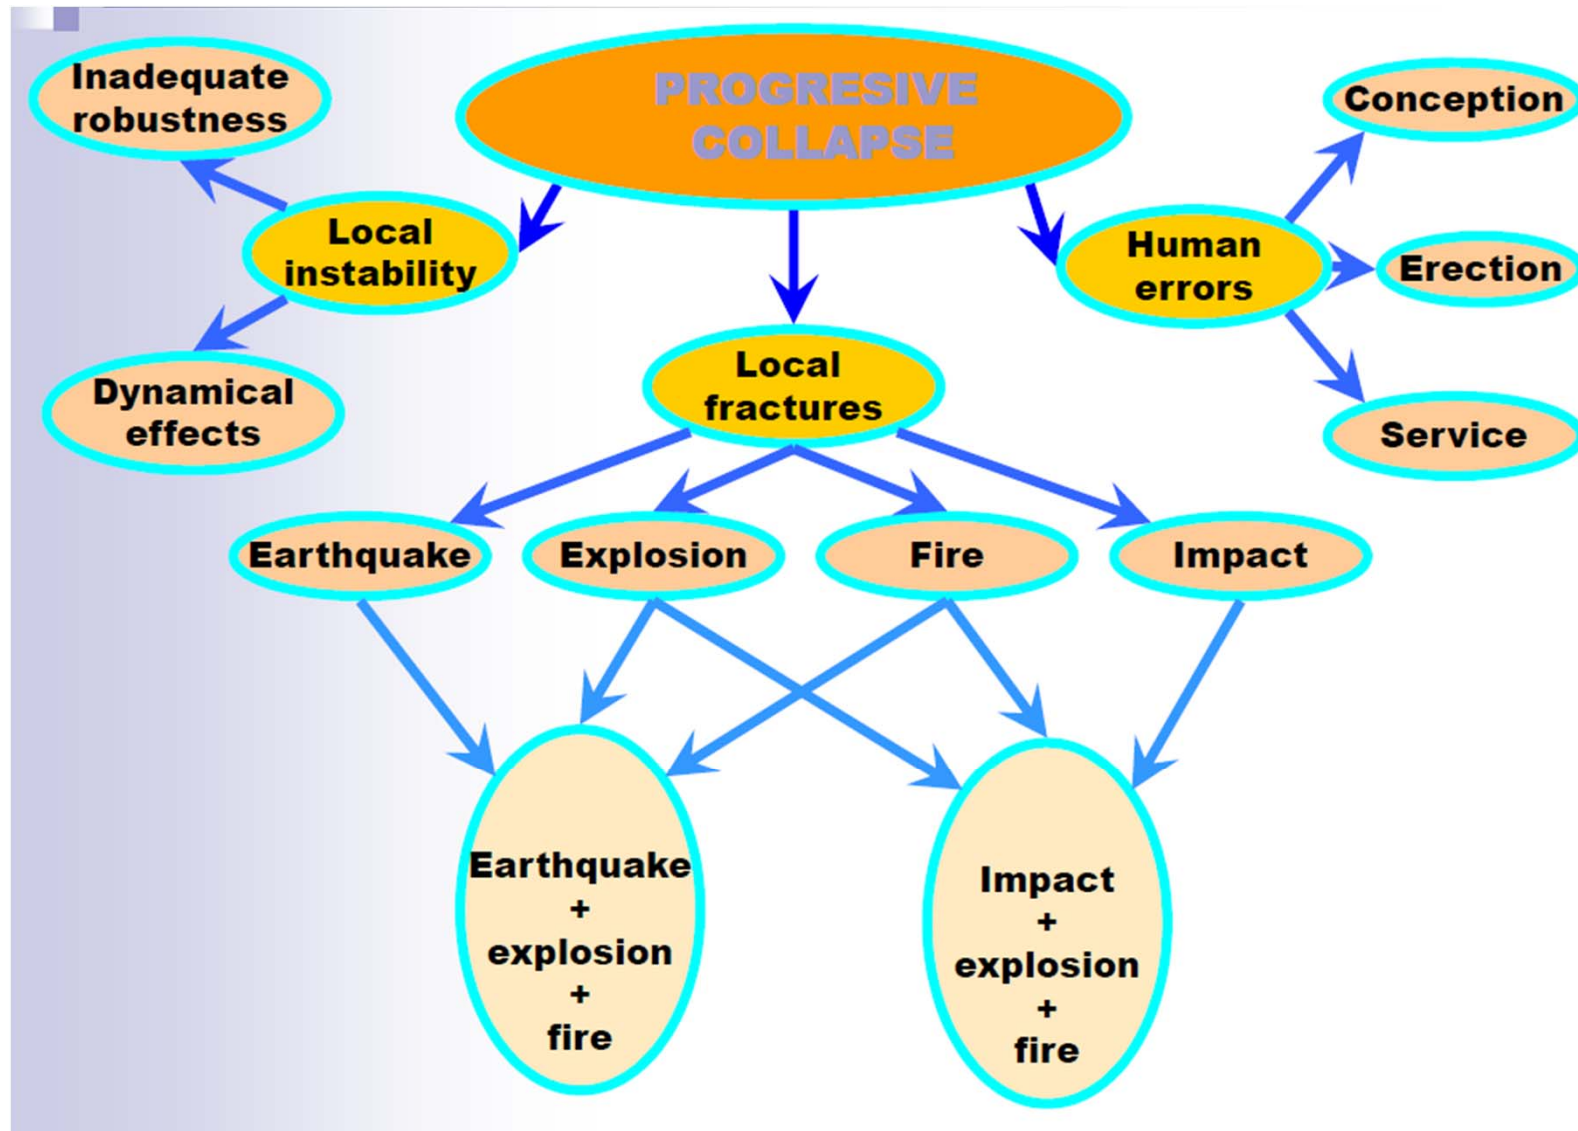 PROGRESIVE
COLLAPSE
Inadequate
robustness
Local
instability
Dynamical
effects
Human
errors
Conception
Erection
Service
Local
fractures
Earthquake
Explosion
Fire
Impact
Earthquake
+
explosion
+
fire
Impact
+
explosion
+
fire